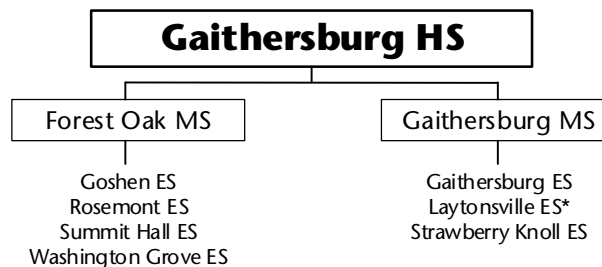 Gaithersburg HS
Forest Oak MS
Goshen ES
Rosemont ES
Summit Hall ES
Washington Grove ES
Gaithersburg MS
Gaithersburg ES
Laytonsville ES*
Strawberry Knoll ES